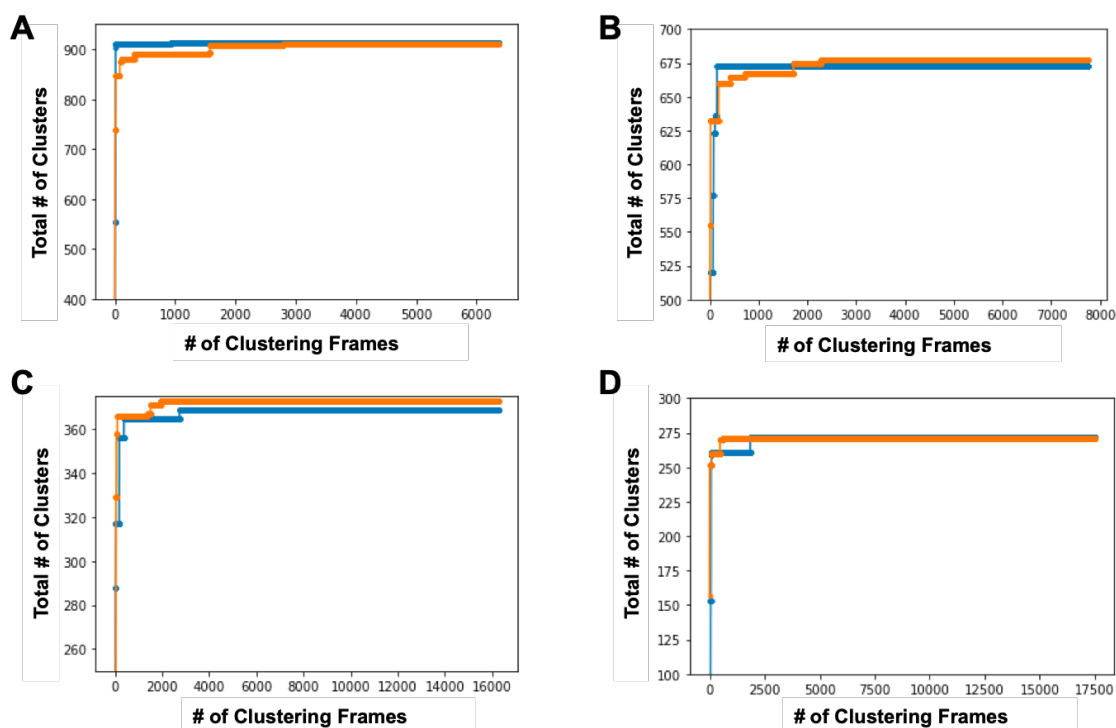 A
Total # of Clusters
900
800
700
600
500
400
0 1000 2000 3000 4000 5000 6000
# of Clustering Frames
B
Total # of Clusters
700
675
650
625
600
575
550
525
500
0 1000 2000 3000 4000 5000 6000 7000 8000
# of Clustering Frames
C
Total # of Clusters
360
340
320
300
280
260
0 2000 4000 6000 8000 10000 12000 14000 16000
# of Clustering Frames
D
Total # of Clusters
300
275
250
225
200
175
150
125
100
0 2500 5000 7500 10000 12500 15000 17500
# of Clustering Frames